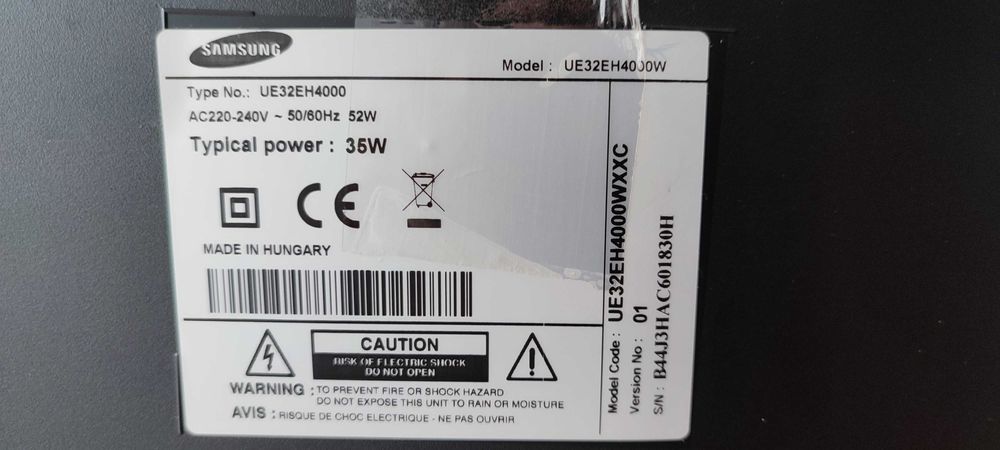 SAMSUNG
Model : UE32EH4000W
Type No.: UE32EH4000
AC220-240V ~ 50/60Hz 52W
Typical power : 35W
CE
MADE IN HUNGARY
CAUTION
RISK OF ELECTRIC SHOCK
DO NOT OPEN
WARNING : TO PREVENT FIRE OR SHOCK HAZARD
DO NOT EXPOSE THIS UNIT TO RAIN OR MOISTURE
AVIS : RISQUE DE CHOC ELECTRIQUE - NE PAS OUVRIR
Model Code : UE32EH4000WXXC
Version No : 01
S/N : B44J3HAC601830H